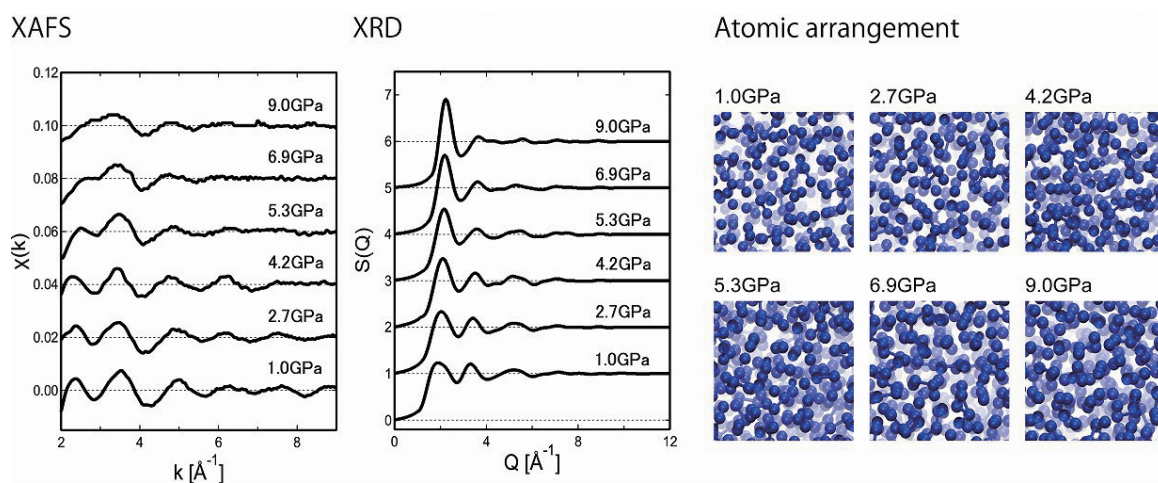 XAFS
0.12
0.10
0.08
0.06
0.04
0.02
0.00
χ(k)
9.0GPa
6.9GPa
5.3GPa
4.2GPa
2.7GPa
1.0GPa
2 4 6 8
k [Å⁻¹]
XRD
7
6
5
4
3
2
1
0
S(Q)
9.0GPa
6.9GPa
5.3GPa
4.2GPa
2.7GPa
1.0GPa
0 4 8 12
Q [Å⁻¹]
Atomic arrangement
1.0GPa 2.7GPa 4.2GPa
5.3GPa 6.9GPa 9.0GPa